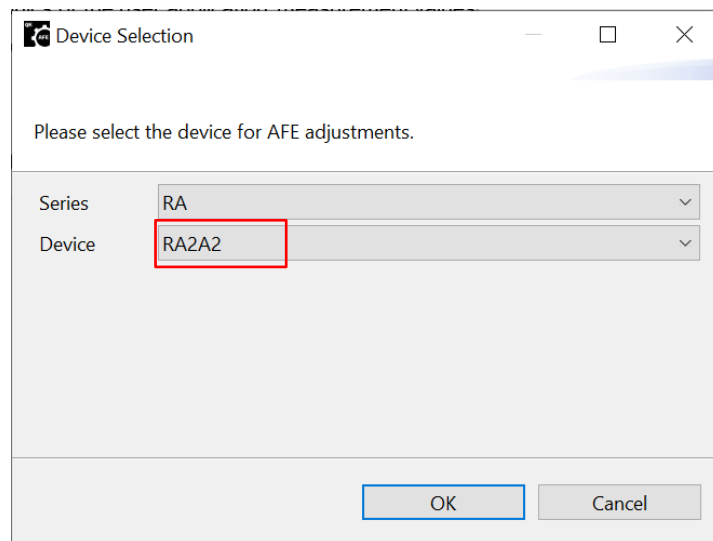 Device Selection
Please select the device for AFE adjustments.
Series RA
Device RA2A2
OK Cancel